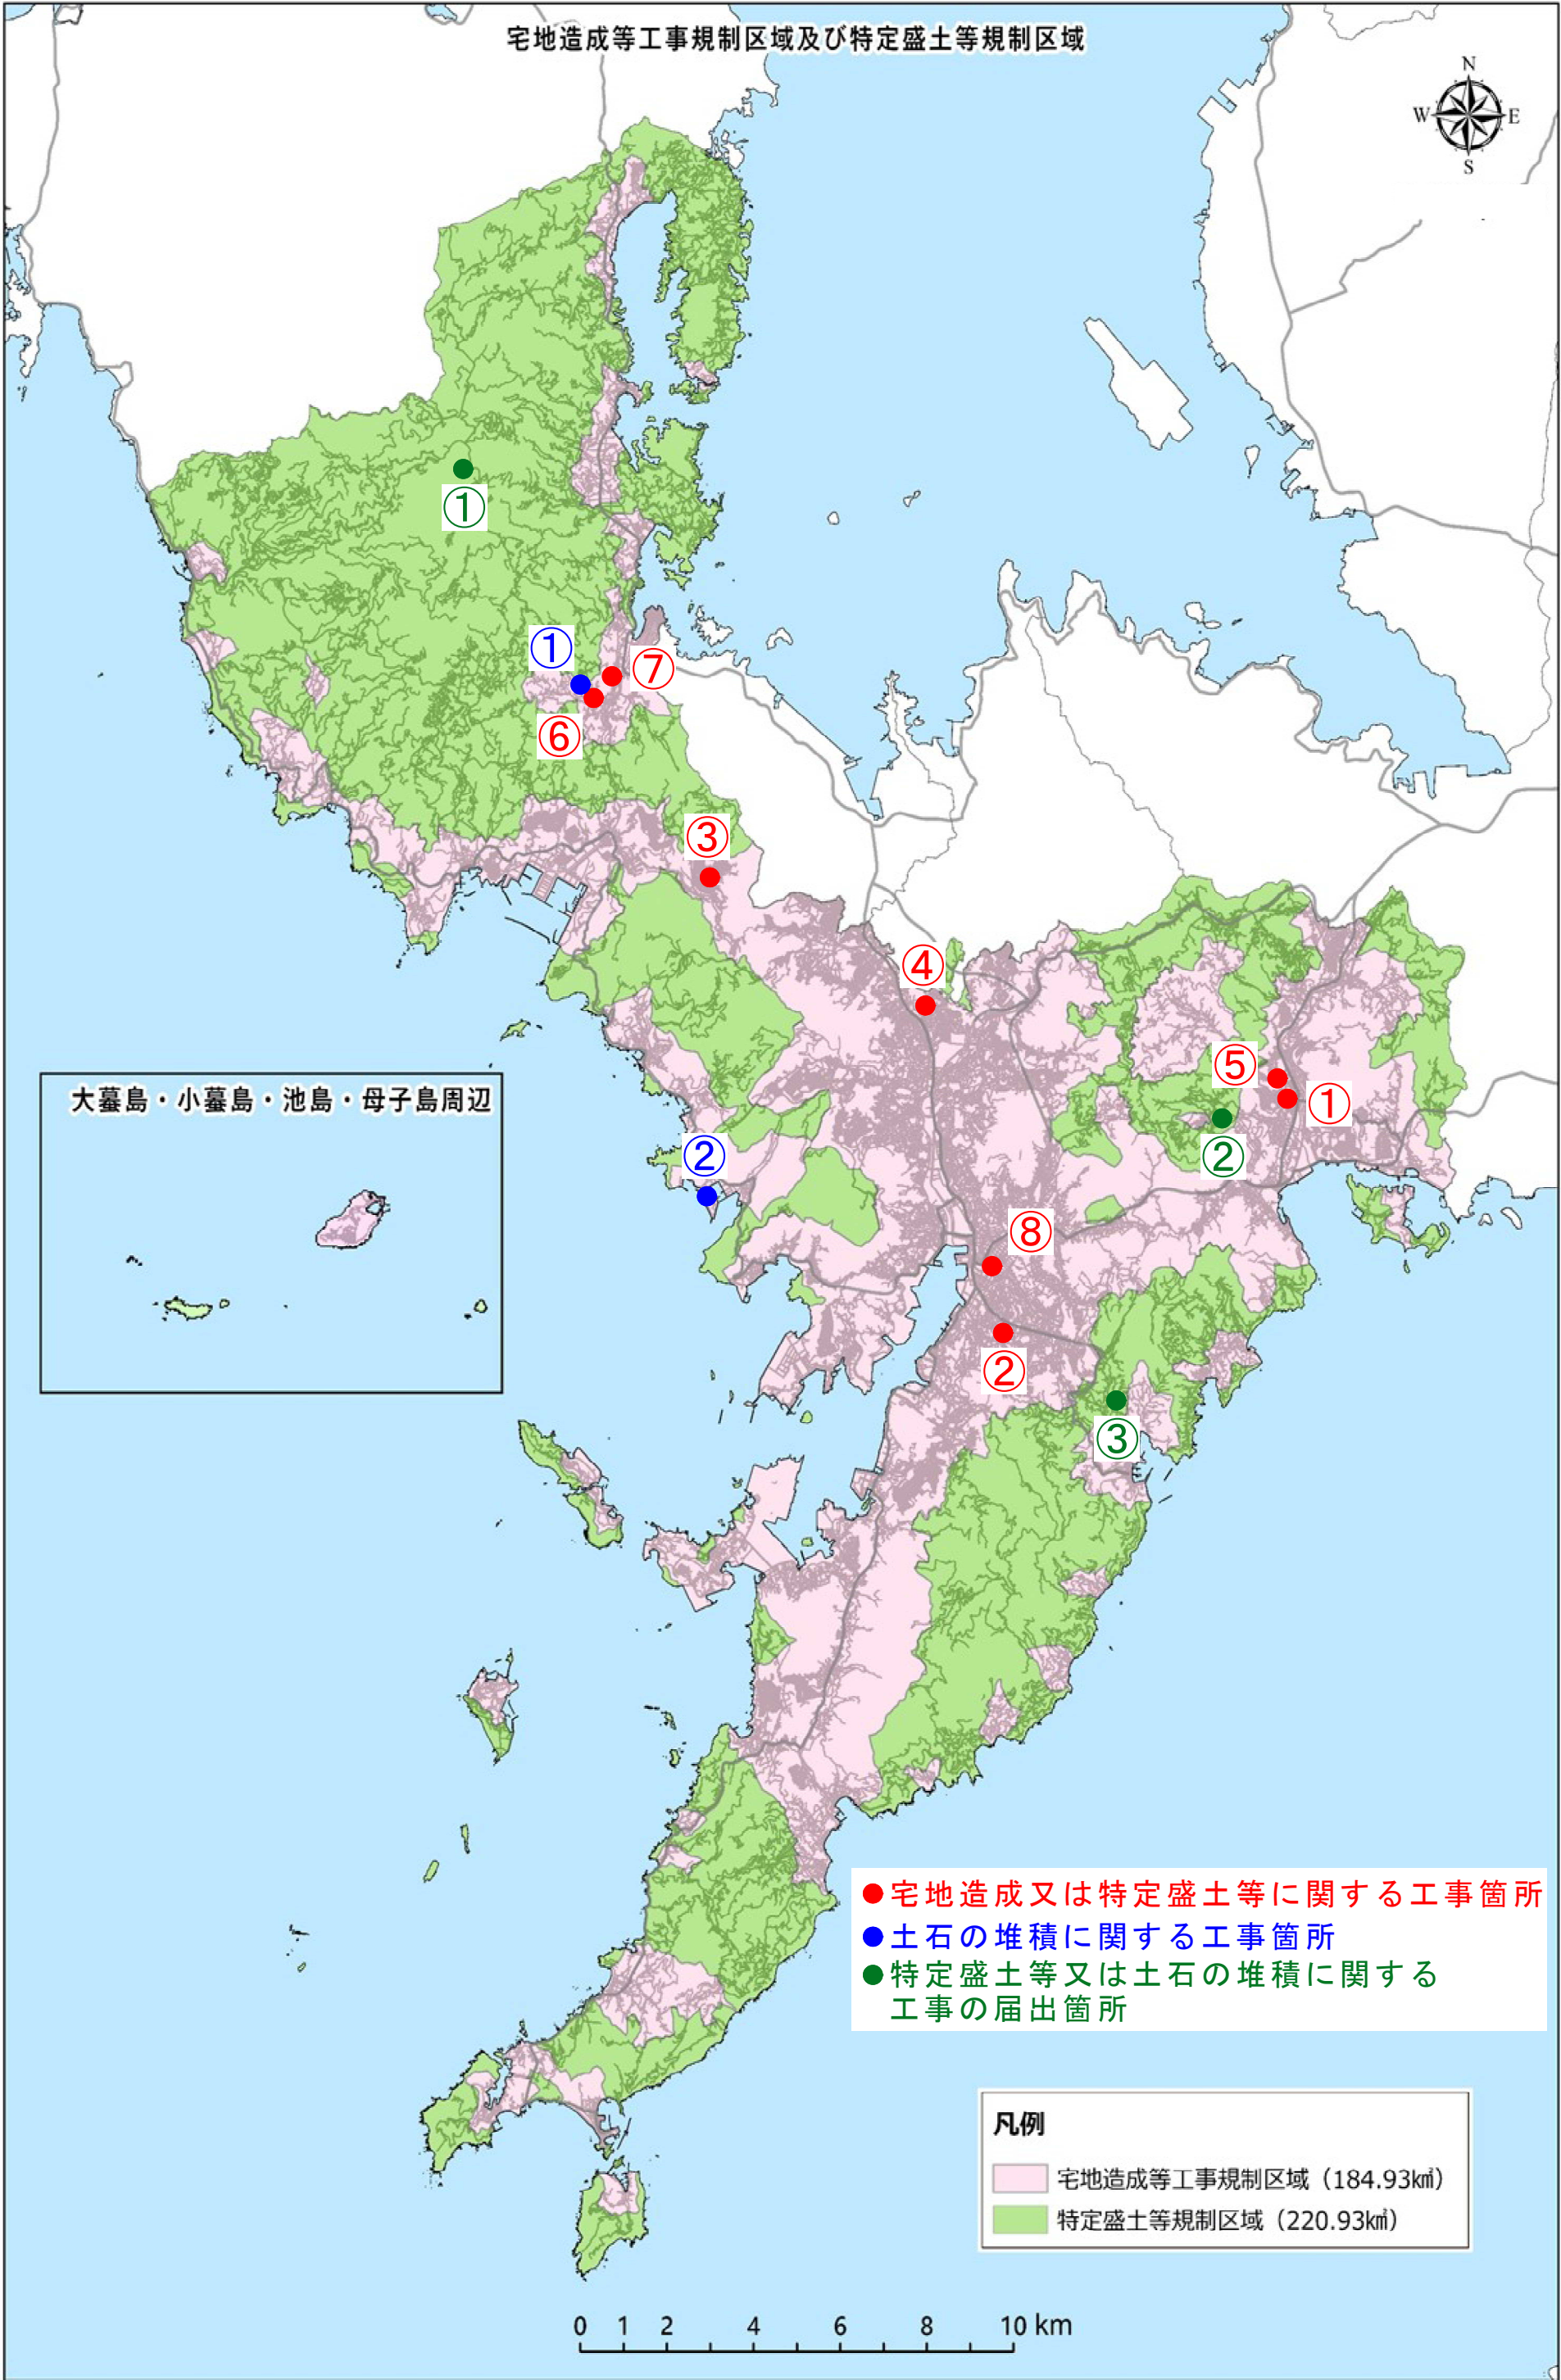 宅地造成等工事規制区域及び特定盛土等規制区域
N
W E
S
①
①
⑦
⑥
③
④
⑤
①
②
大蟇島・小蟇島・池島・母子島周辺
②
⑧
②
③
●宅地造成又は特定盛土等に関する工事箇所
●土石の堆積に関する工事箇所
●特定盛土等又は土石の堆積に関する
工事の届出箇所
凡例
宅地造成等工事規制区域（184.93㎢）
特定盛土等規制区域（220.93㎢）
0 1 2 4 6 8 10 km